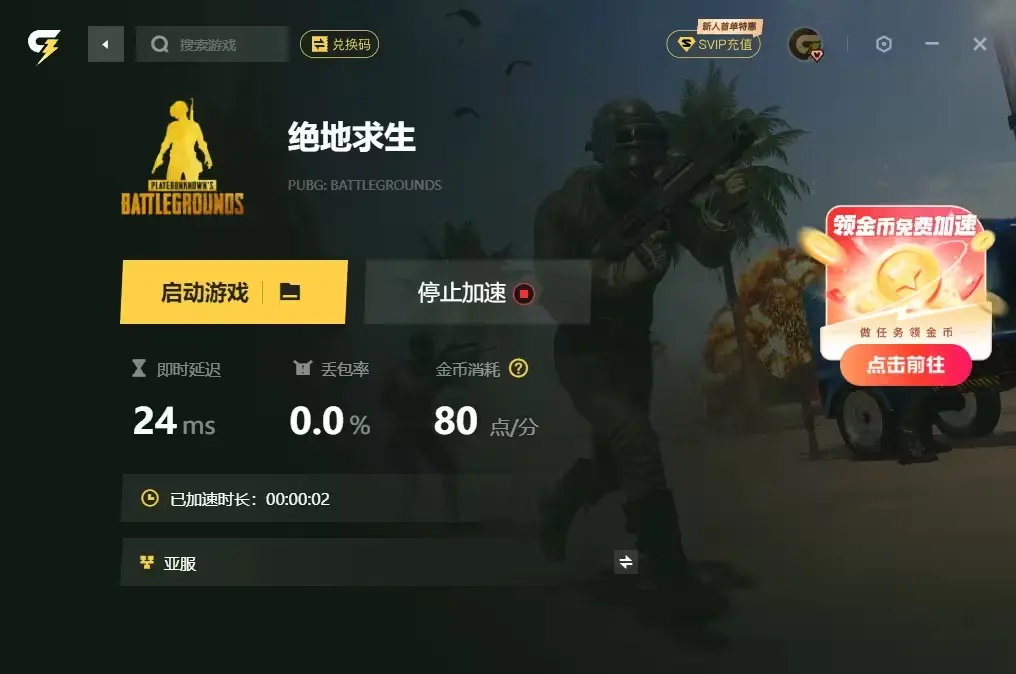 搜索游戏
兑换码
新人首单特惠
SVIP充值
绝地求生
PUBG: BATTLEGROUNDS
PLAYERUNKNOWN'S
BATTLEGROUNDS
领金币免费加速
做任务领金币
点击前往
启动游戏
停止加速
即时延迟
丢包率
金币消耗 ?
24 ms
0.0 %
80 点/分
已加速时长：00:00:02
亚服